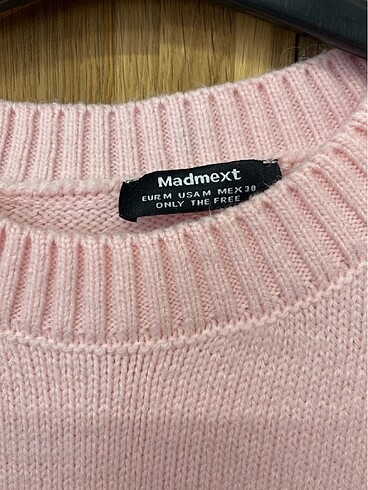 Madmext
EUR M USA M MEX 30
ONLY THE FREE